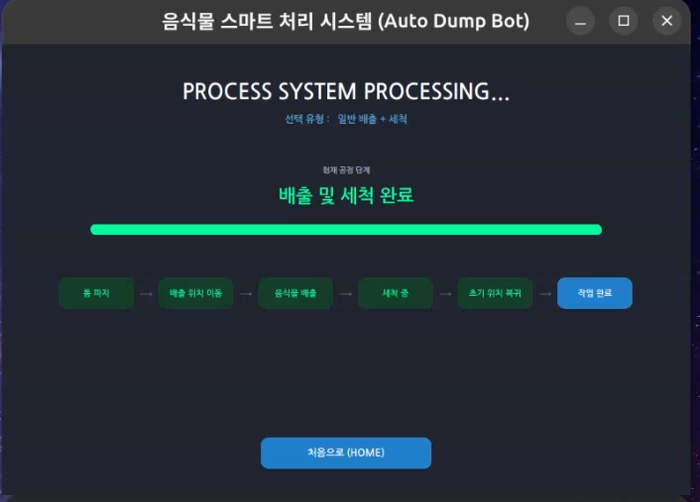 음식물 스마트 처리 시스템 (Auto Dump Bot)
PROCESS SYSTEM PROCESSING...
선택 유형 : 일반 배출 + 세척
현재 공정 단계
배출 및 세척 완료
통 파지 → 배출 위치 이동 → 음식물 배출 → 세척 중 → 초기 위치 복귀 → 작업 완료
처음으로 (HOME)